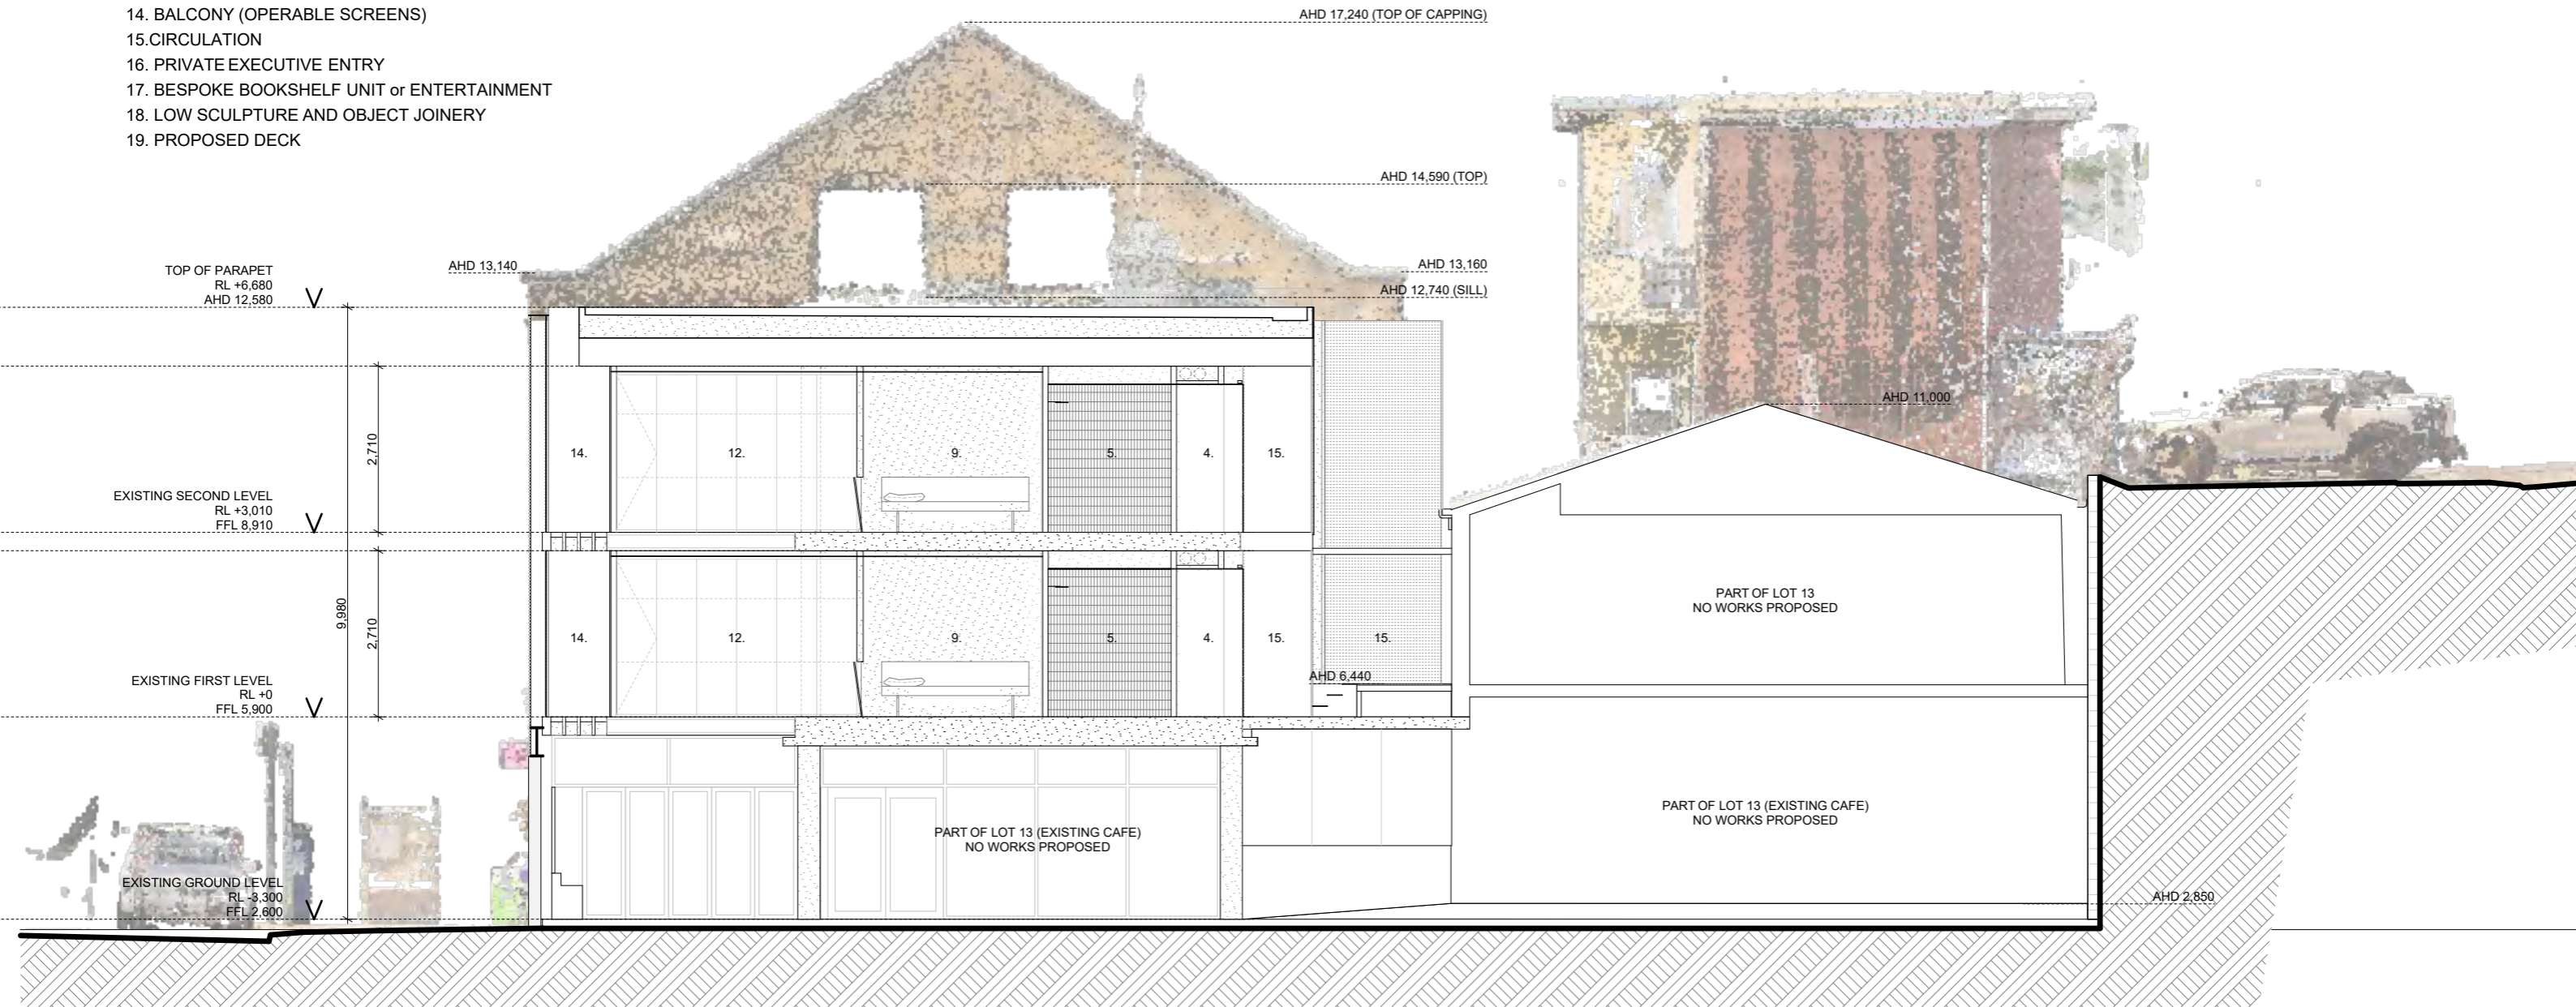 14. BALCONY (OPERABLE SCREENS)
15.CIRCULATION
16. PRIVATE EXECUTIVE ENTRY
17. BESPOKE BOOKSHELF UNIT or ENTERTAINMENT
18. LOW SCULPTURE AND OBJECT JOINERY
19. PROPOSED DECK
AHD 17,240 (TOP OF CAPPING)
AHD 14,590 (TOP)
AHD 13,140
AHD 13,160
AHD 12,740 (SILL)
TOP OF PARAPET
RL +6,680
AHD 12,580
AHD 11,000
2,710
14.
12.
9.
5.
4.
15.
EXISTING SECOND LEVEL
RL +3,010
FFL 8,910
9,980
2,710
14.
12.
9.
5.
4.
15.
15.
PART OF LOT 13
NO WORKS PROPOSED
AHD 6,440
EXISTING FIRST LEVEL
RL +0
FFL 5,900
PART OF LOT 13 (EXISTING CAFE)
NO WORKS PROPOSED
PART OF LOT 13 (EXISTING CAFE)
NO WORKS PROPOSED
EXISTING GROUND LEVEL
RL -3,300
FFL 2,600
AHD 2,850